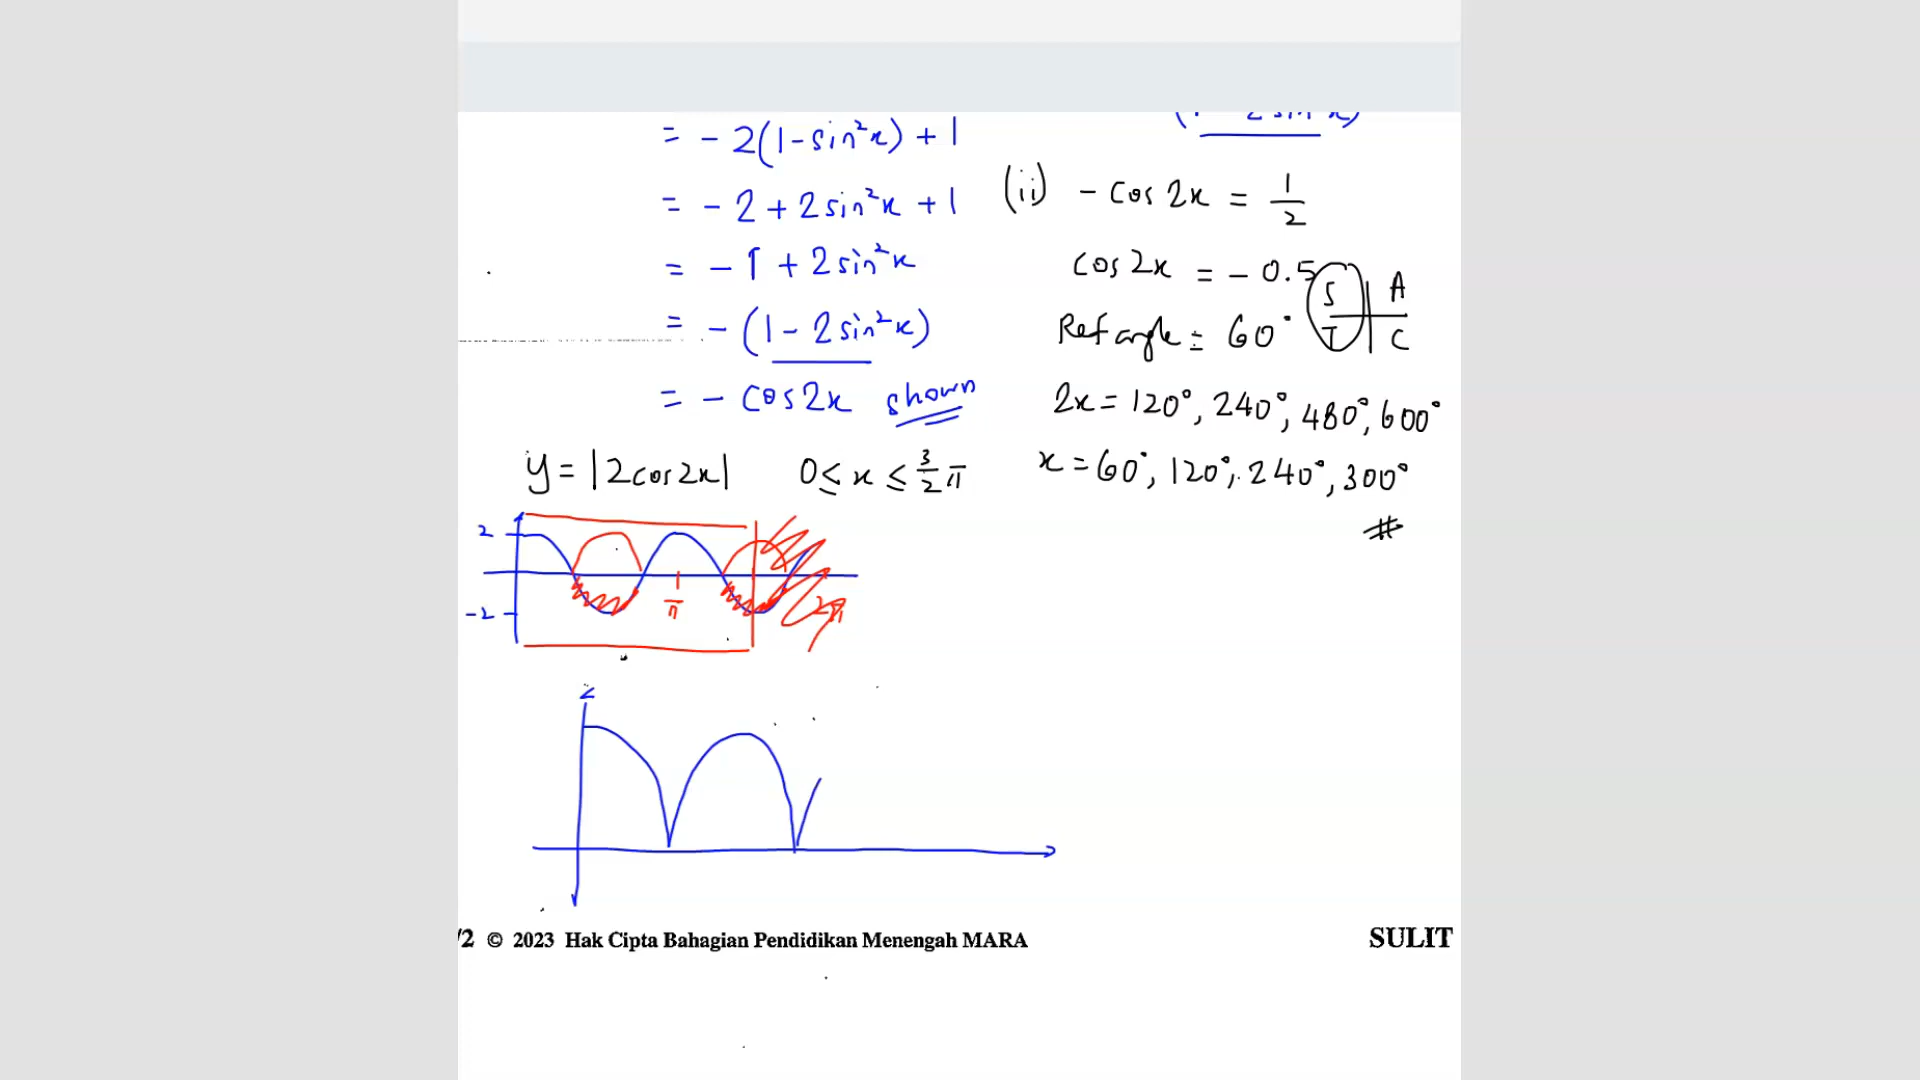 = - 2(1-sin²x) + 1
= - 2 + 2sin²x + 1
= - 1 + 2sin²x
= - (1 - 2sin²x)
= - cos2x shown
(ii) - cos 2x = 1/2
cos 2x = - 0.5
S A
T C
Ref angle = 60°
2x = 120°, 240°, 480°, 600°
x = 60°, 120°, 240°, 300°
#
y = |2cos2x| 0 ≤ x ≤ 3/2 π
2
-2
π
2π
2
/2 © 2023 Hak Cipta Bahagian Pendidikan Menengah MARA
SULIT